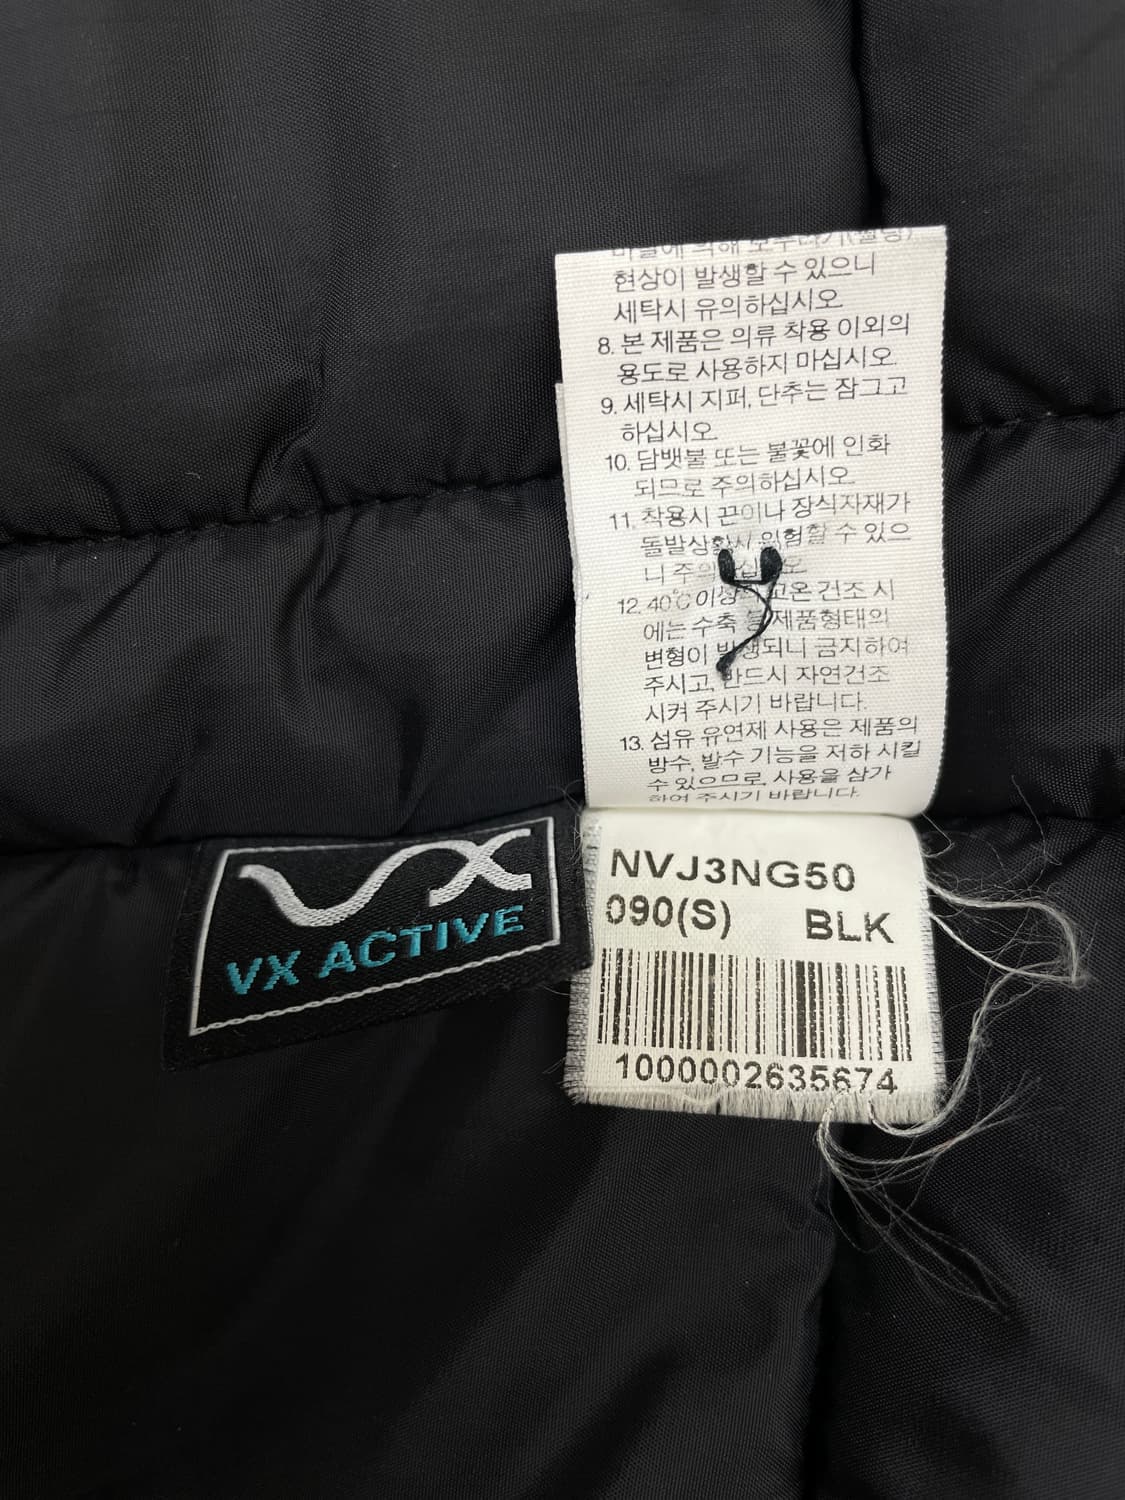 현상이 발생할 수 있으니
세탁시 유의하십시오.
8. 본 제품은 의류 착용 이외의
용도로 사용하지 마십시오.
9. 세탁시 지퍼, 단추는 잠그고
하십시오.
10. 담뱃불 또는 불꽃에 인화
되므로 주의하십시오.
11. 착용시 끈이나 장식자재가
돌발상황시 위험할 수 있으
니
12. 40℃ 이상의 고온 건조 시
에는 수축 등 제품형태의
변형이 발생되니 금지하여
주시고, 반드시 자연건조
시켜 주시기 바랍니다.
13. 섬유 유연제 사용은 제품의
방수, 발수 기능을 저하 시킬
수 있으므로, 사용을 삼가
하여 주시기 바랍니다.
VX
VX ACTIVE
NVJ3NG50
090(S) BLK
1000002635674